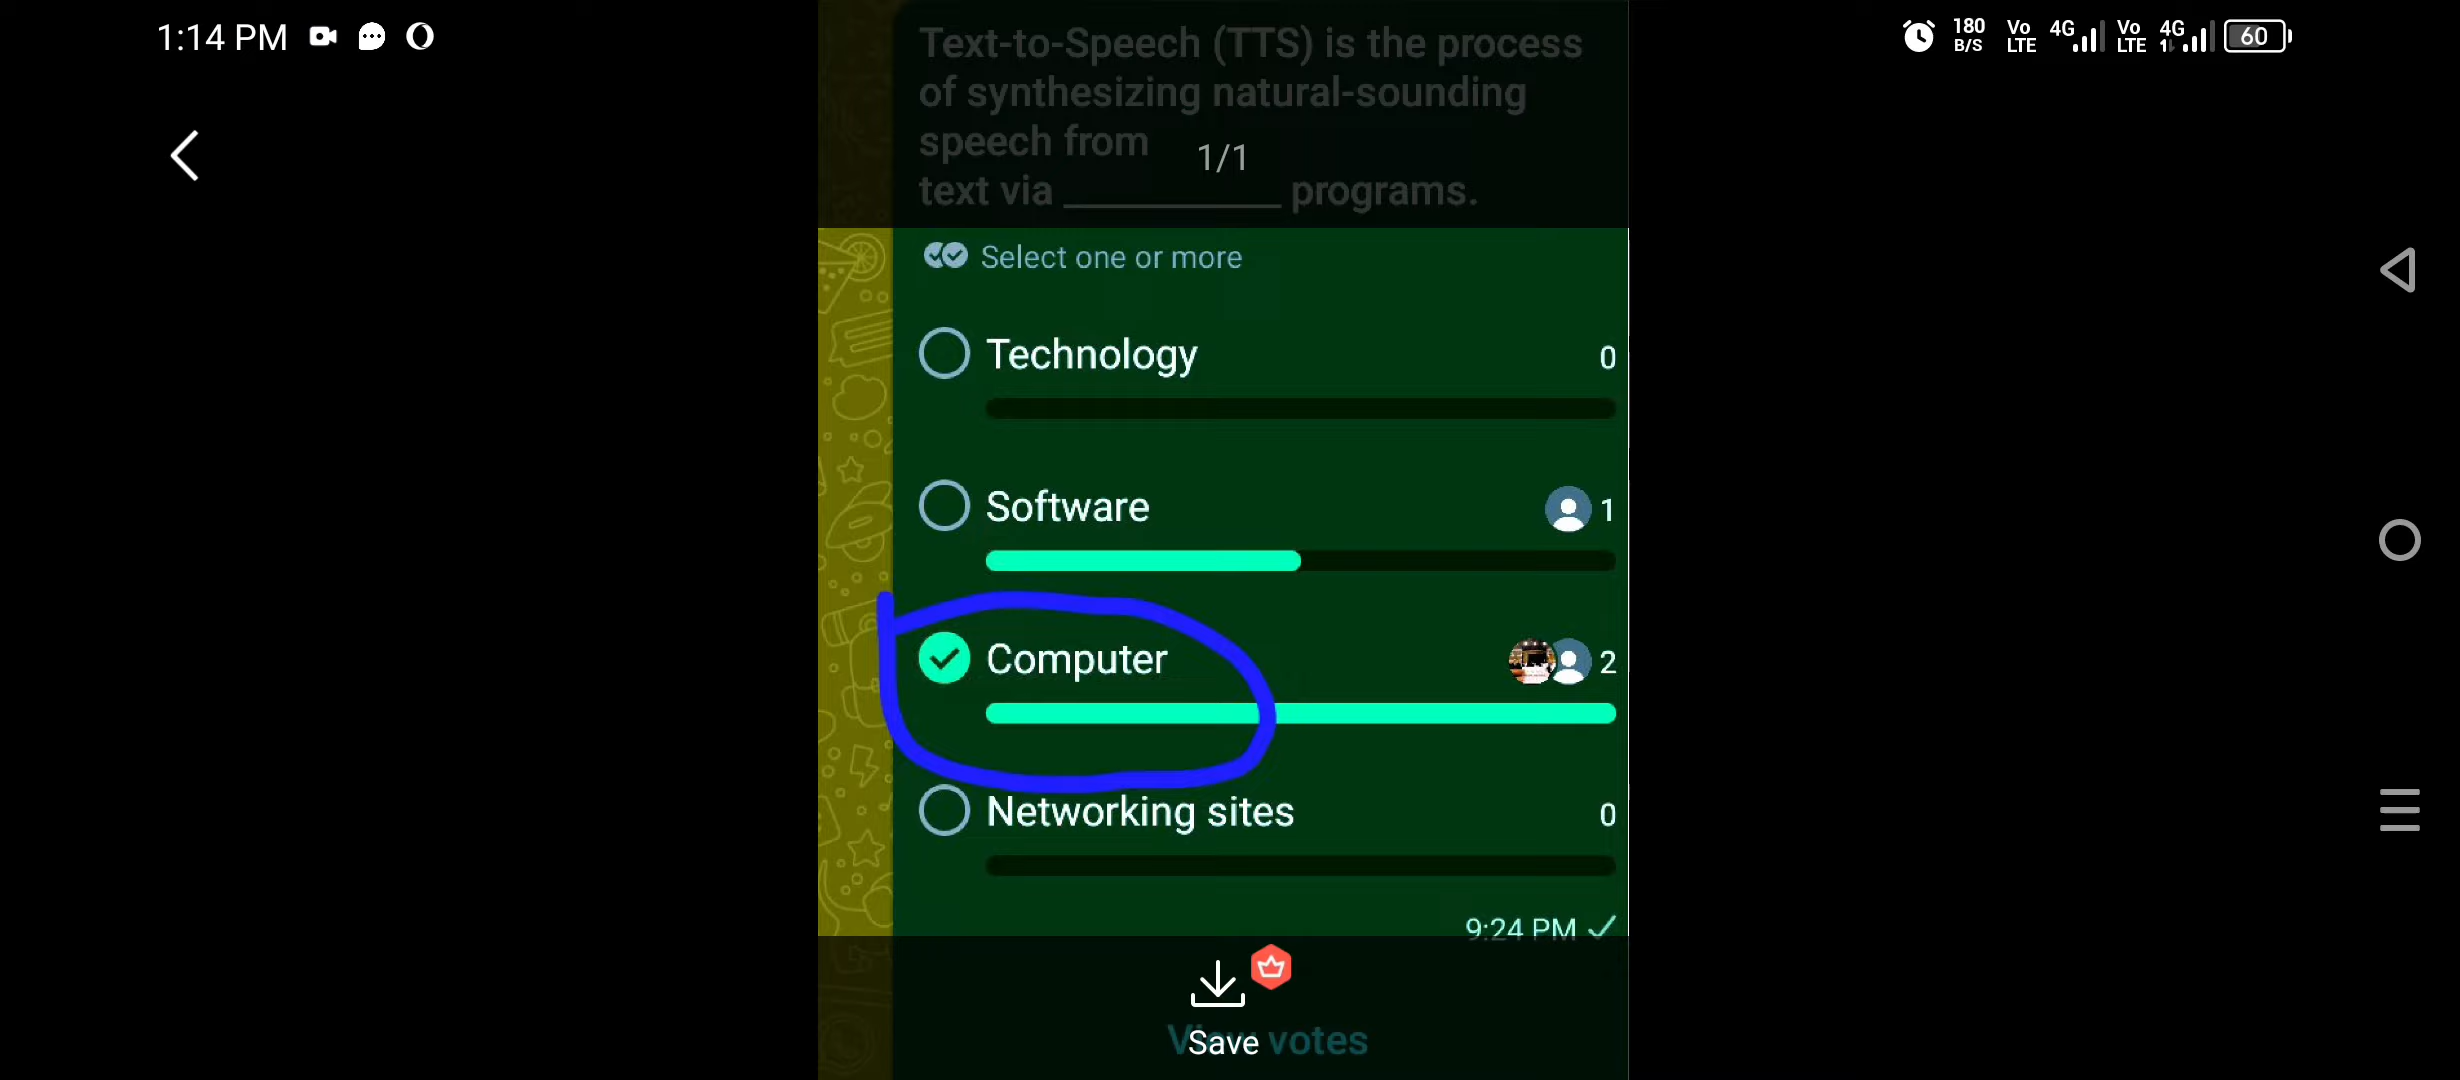 1:14 PM
180 B/S Vo LTE 4G Vo LTE 4G 60
Text-to-Speech (TTS) is the process
of synthesizing natural-sounding
speech from
1/1
text via __________ programs.
Select one or more
Technology 0
Software 1
Computer 2
Networking sites 0
9:24 PM
Save
View votes